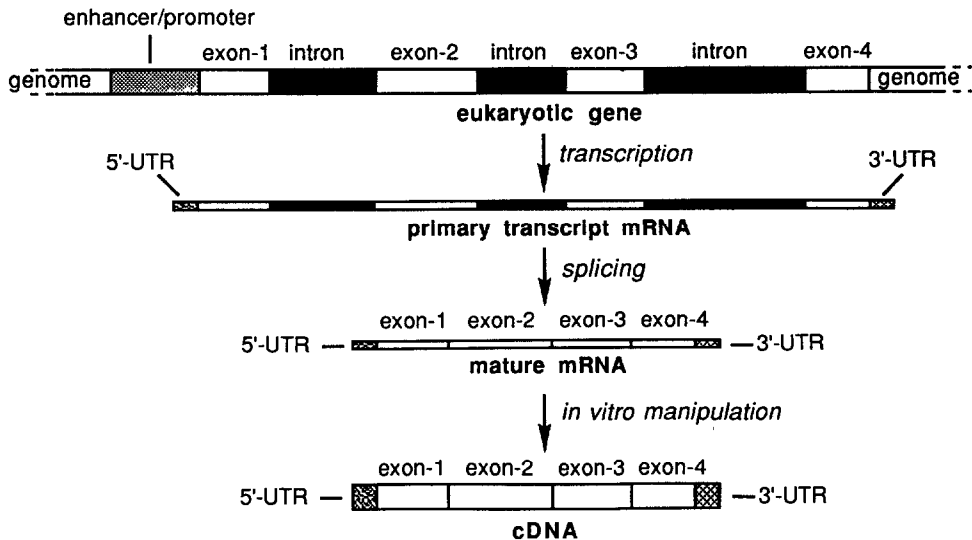 enhancer/promoter
exon-1 intron exon-2 intron exon-3 intron exon-4
genome genome
eukaryotic gene
transcription
5'-UTR 3'-UTR
primary transcript mRNA
splicing
exon-1 exon-2 exon-3 exon-4
5'-UTR 3'-UTR
mature mRNA
in vitro manipulation
exon-1 exon-2 exon-3 exon-4
5'-UTR 3'-UTR
cDNA